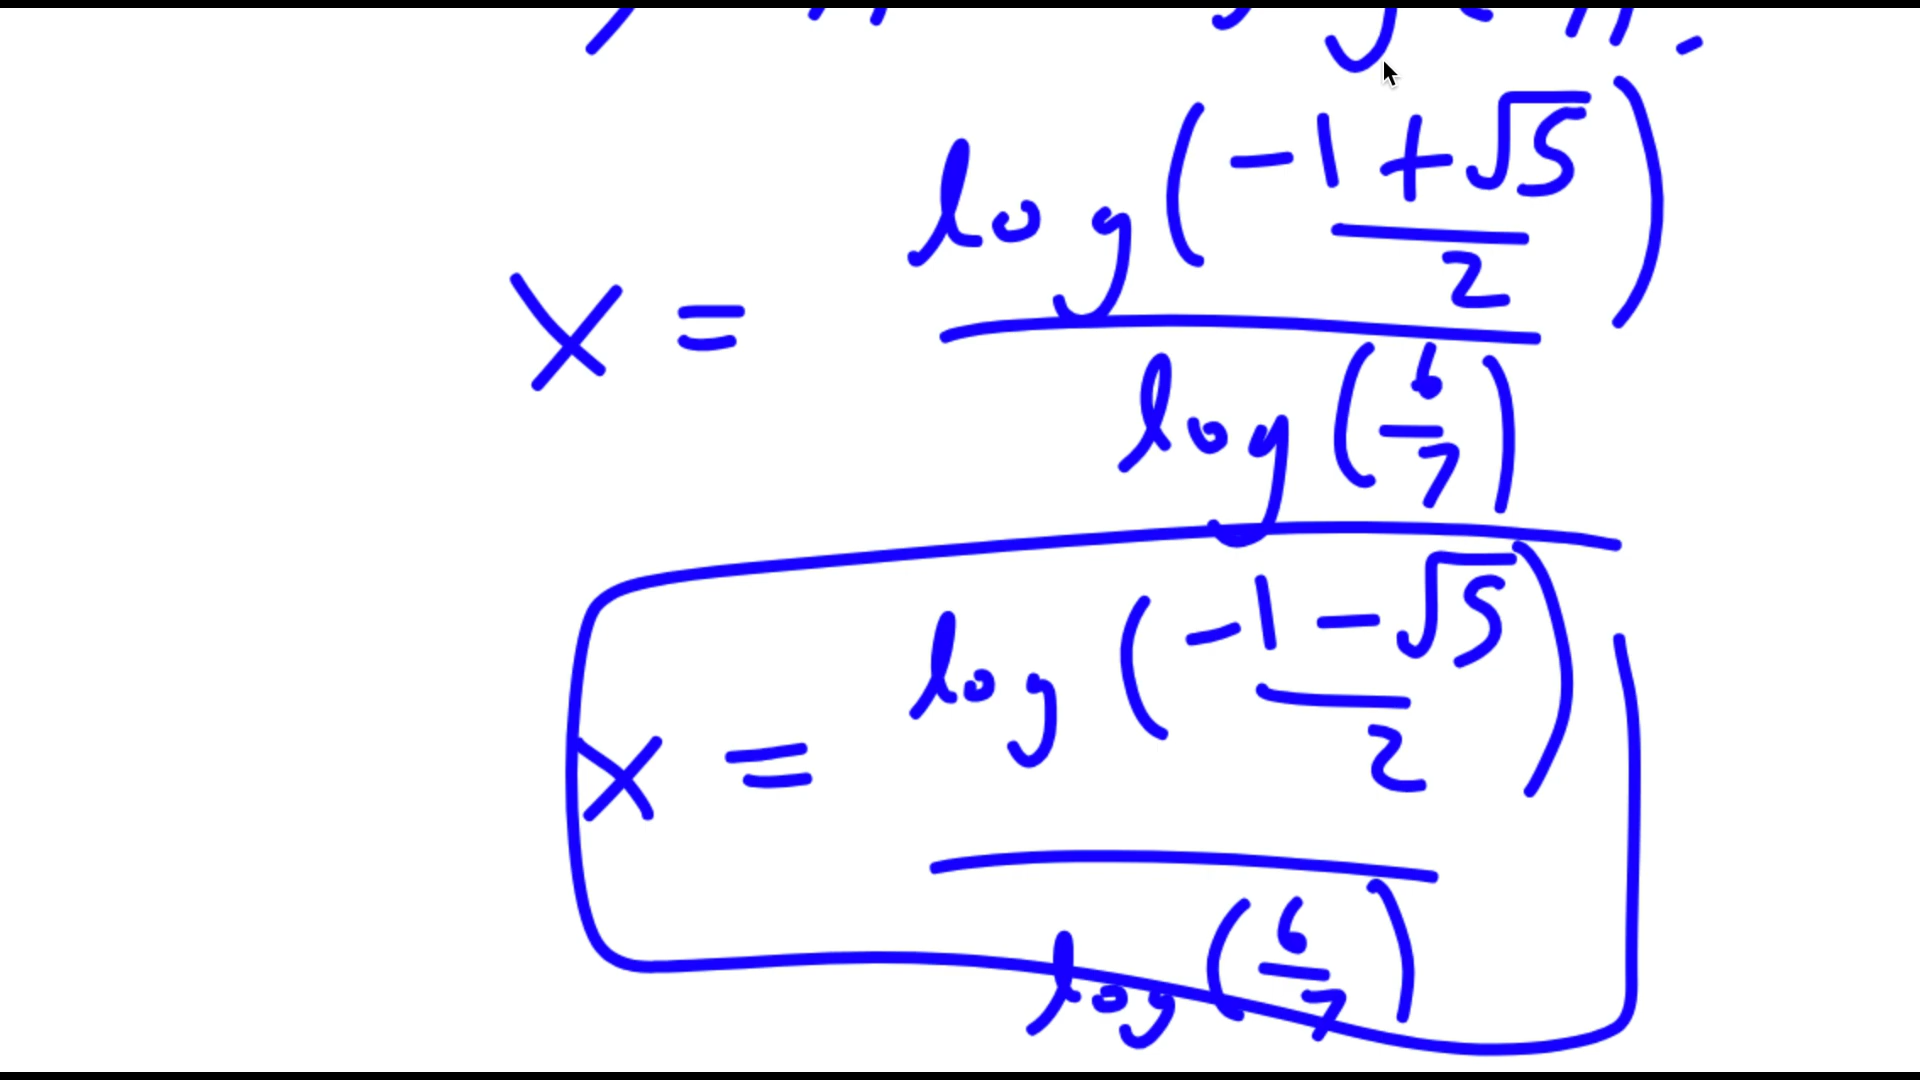 x = log((-1+√5)/2) / log(6/7)
x = log((-1-√5)/2) / log(6/7)